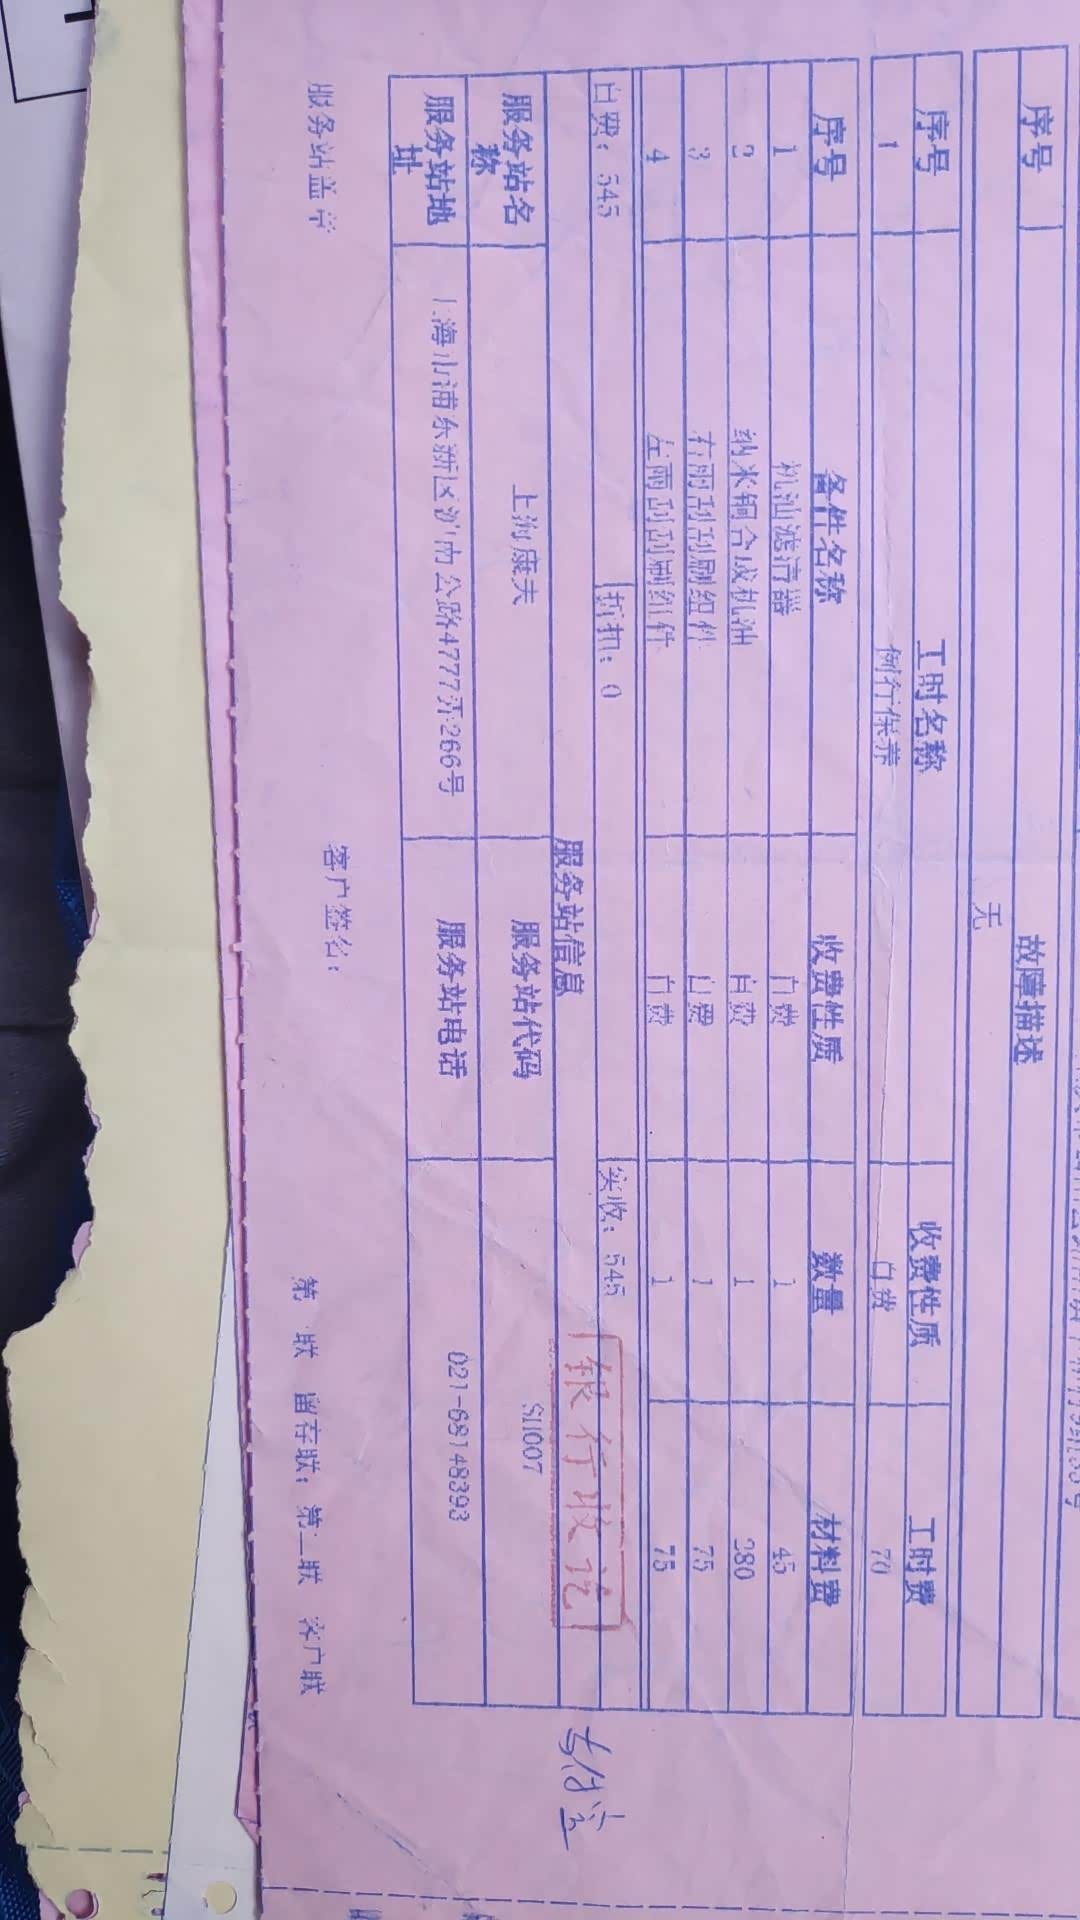 序号 故障描述
无
序号 工时名称 收费性质 工时费
1 例行保养 自费 70
序号 备件名称 收费性质 数量 材料费
1 机油滤清器 自费 1 45
2 纳米铜合成机油 自费 1 280
3 右雨刮刮刷组件 自费 1 75
4 左雨刮刮刷组件 自费 1 75
自费：545 折扣：0 实收：545
服务站信息
银行收讫
服务站名称 上海康夫 服务站代码 SH007
服务站地址 上海市浦东新区沪南公路4777弄266号 服务站电话 021-68148393
服务站盖章 客户签名：
第 联 留存联；第二联 客户联